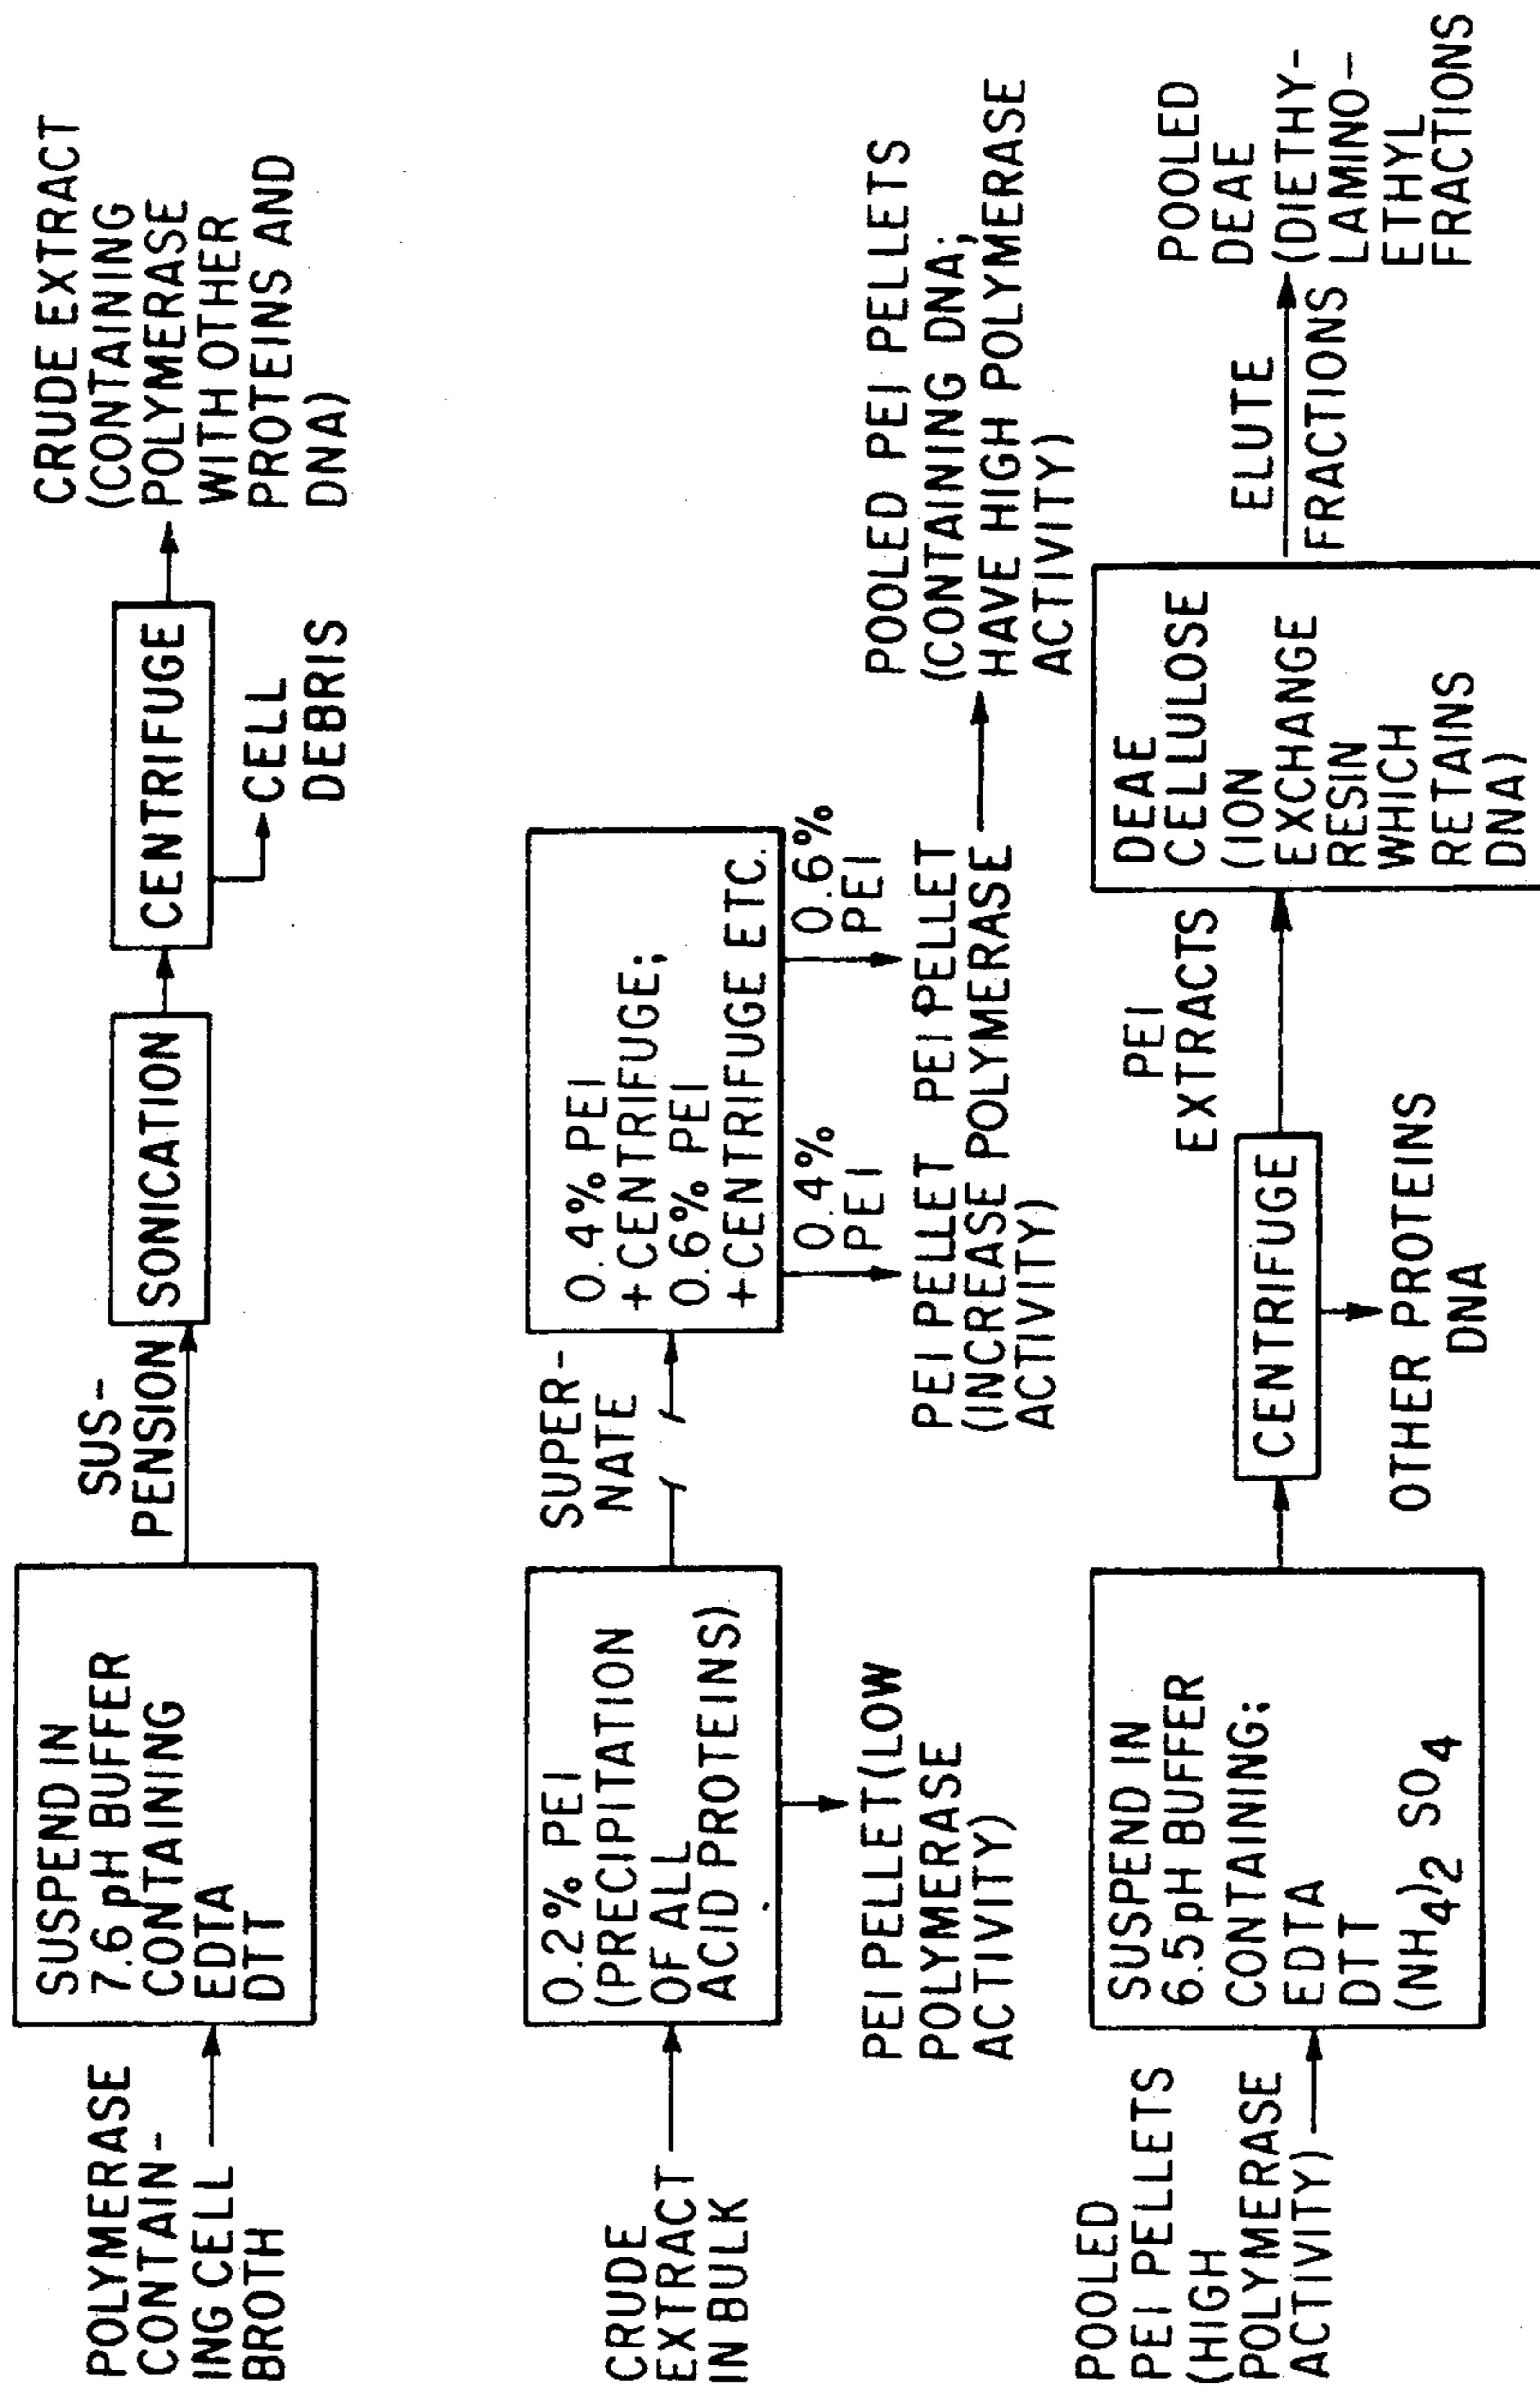 POLYMERASE
CONTAIN-
ING CELL
BROTH
SUSPEND IN
7.6 pH BUFFER
CONTAINING
EDTA
DTT
SUS-
PENSION
SONICATION
CENTRIFUGE
CELL
DEBRIS
CRUDE EXTRACT
(CONTAINING
POLYMERASE
WITH OTHER
PROTEINS AND
DNA)
CRUDE
EXTRACT
IN BULK
0.2% PEI
(PRECIPITATION
OF ALL
ACID PROTEINS)
PEI PELLET (LOW
POLYMERASE
ACTIVITY)
SUPER-
NATE
0.4% PEI
+CENTRIFUGE;
0.6% PEI
+CENTRIFUGE ETC.
0.4%
PEI
0.6%
PEI
PEI PELLET PEI PELLET
(INCREASE POLYMERASE
ACTIVITY)
POOLED PEI PELLETS
(CONTAINING DNA;
HAVE HIGH POLYMERASE
ACTIVITY)
POOLED
PEI PELLETS
(HIGH
POLYMERASE
ACTIVITY)
SUSPEND IN
6.5 pH BUFFER
CONTAINING:
EDTA
DTT
(NH4)2 SO4
CENTRIFUGE
OTHER PROTEINS
DNA
PEI
EXTRACTS
DEAE
CELLULOSE
(ION
EXCHANGE
RESIN
WHICH
RETAINS
DNA)
ELUTE
FRACTIONS
POOLED
DEAE
(DIETHY-
LAMINO-
ETHYL
FRACTIONS